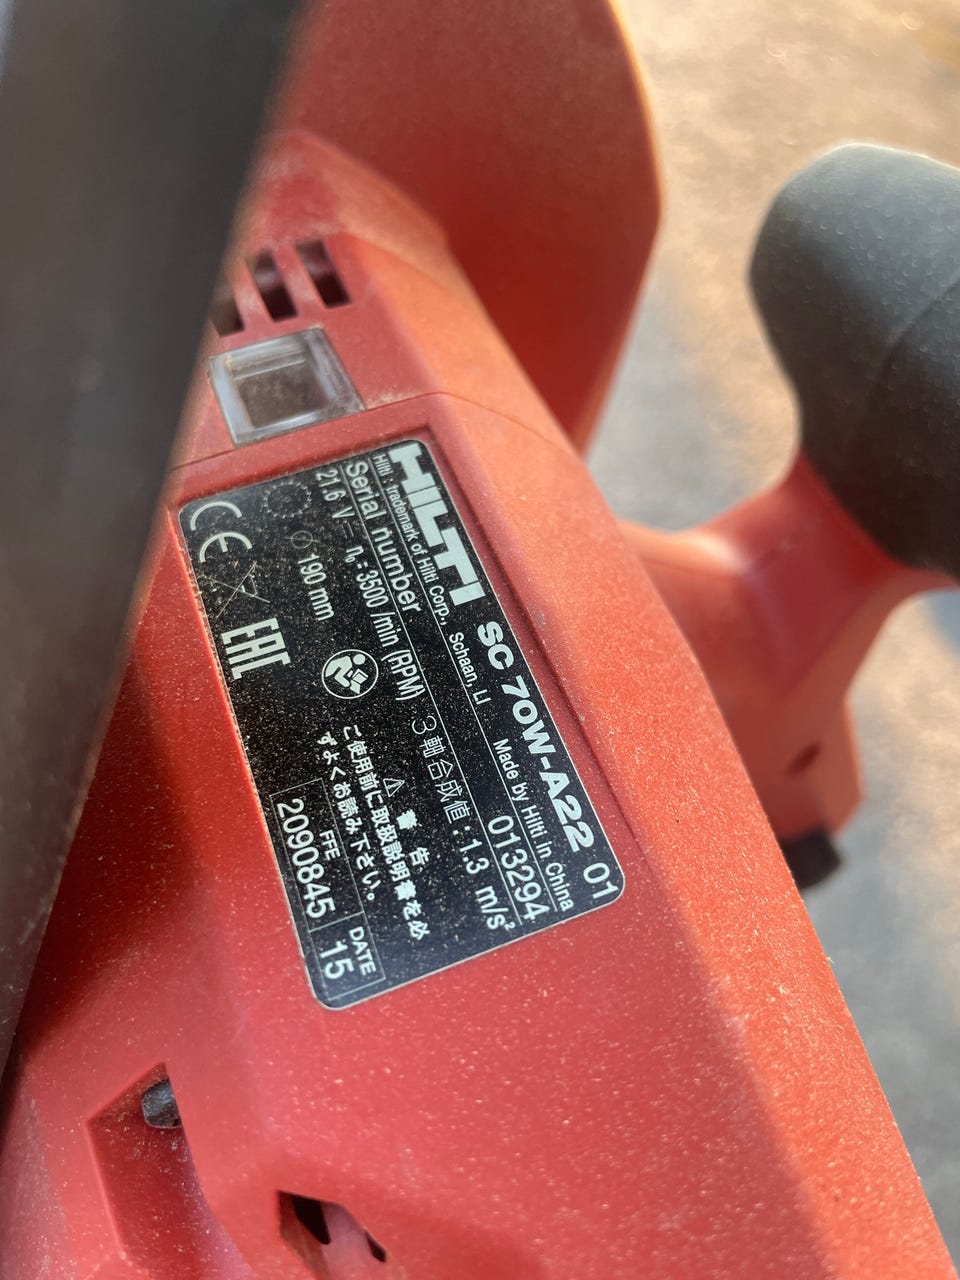 HILTI SC 70W-A22 01
Hilti : trademark of Hilti Corp., Schaan, LI Made by Hilti in China
Serial number 013294
21.6 V n₀ = 3500 /min (RPM) 3 軸合成値 : 1.3 m/s²
∅ 190 mm
⚠ 警告
ご使用前に取扱説明書を必
ずよくお読み下さい。
CE EAC
FFE DATE
2090845 15